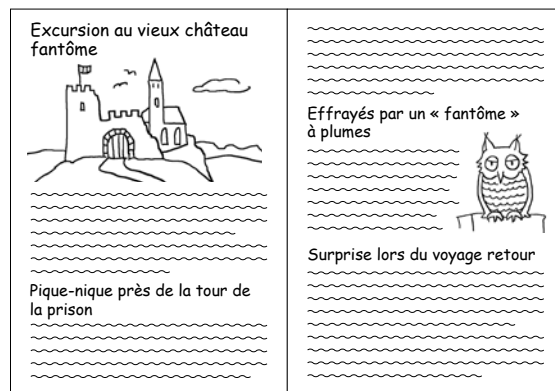 Excursion au vieux château
fantôme
Pique-nique près de la tour de
la prison
Effrayés par un « fantôme »
à plumes
Surprise lors du voyage retour